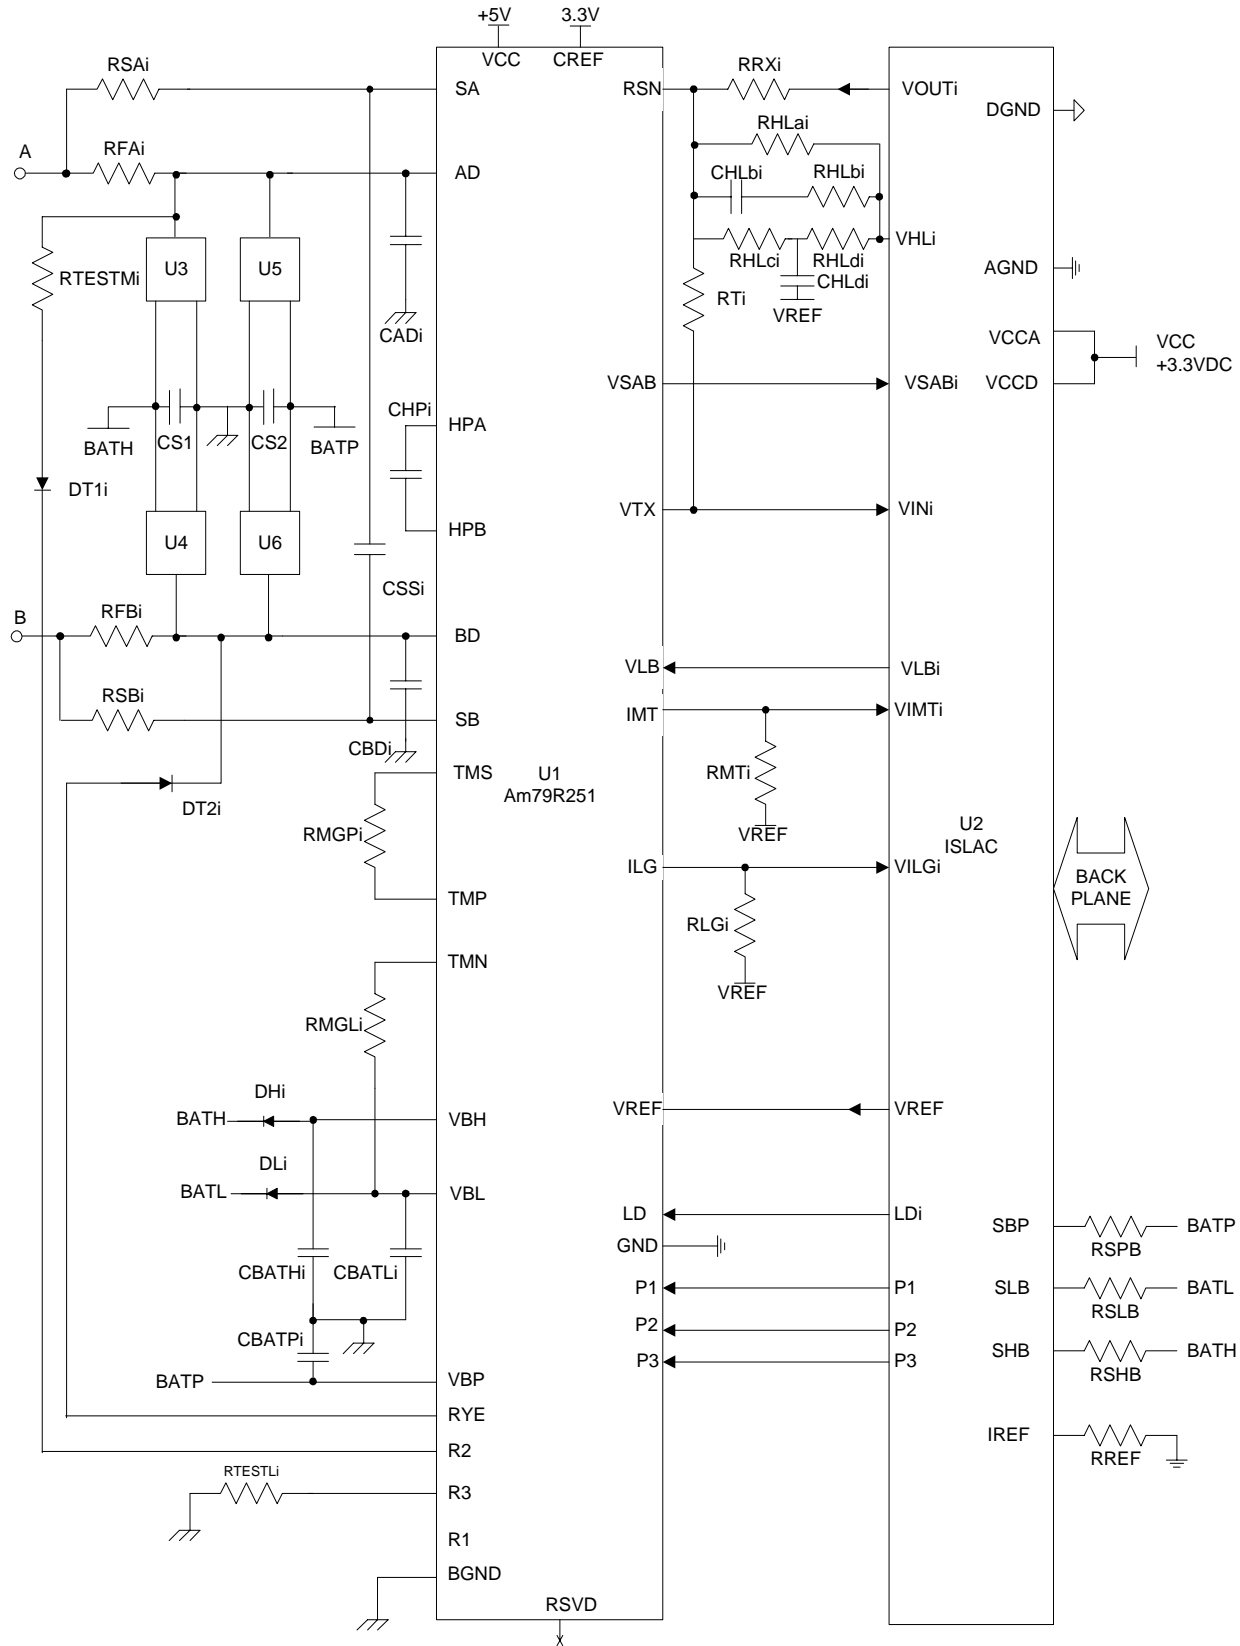 +5V
3.3V
VCC
CREF
RSAi
SA
RSN
RRXi
VOUTi
DGND
A
RFAi
AD
RHLai
CHLbi
RHLbi
VHLi
RHLci
RHLdi
CHLdi
VREF
RTi
AGND
U3
U5
RTESTMi
CADi
VCCA
VCC
+3.3VDC
VCCD
VSAB
VSABi
CHPi
HPA
BATH
CS1
CS2
BATP
DT1i
VTX
VINi
HPB
U4
U6
CSSi
B
RFBi
BD
VLB
VLBi
RSBi
SB
IMT
VIMTi
CBDi
RMTi
VREF
TMS
U1
Am79R251
DT2i
RMGPi
U2
ISLAC
ILG
VILGi
BACK
PLANE
TMP
RLGi
VREF
TMN
RMGLi
DHi
BATH
VBH
VREF
VREF
DLi
BATL
VBL
LD
LDi
SBP
BATP
RSPB
GND
CBATHi
CBATLi
P1
P1
SLB
BATL
RSLB
P2
P2
CBATPi
SHB
BATH
P3
P3
RSHB
BATP
VBP
RYE
IREF
RREF
R2
RTESTLi
R3
R1
BGND
RSVD